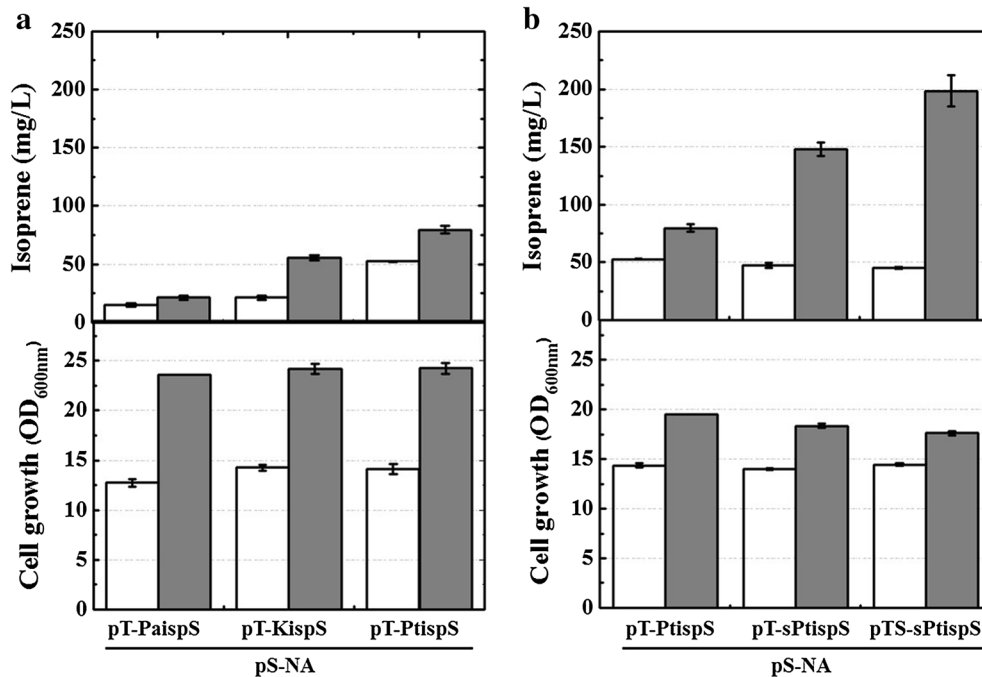 a
b
250
200
150
100
50
0
Isoprene (mg/L)
25
20
15
10
5
0
Cell growth (OD600nm)
pT-PaispS pT-KispS pT-PtispS
pS-NA
250
200
150
100
50
0
Isoprene (mg/L)
25
20
15
10
5
0
Cell growth (OD600nm)
pT-PtispS pT-sPtispS pTS-sPtispS
pS-NA